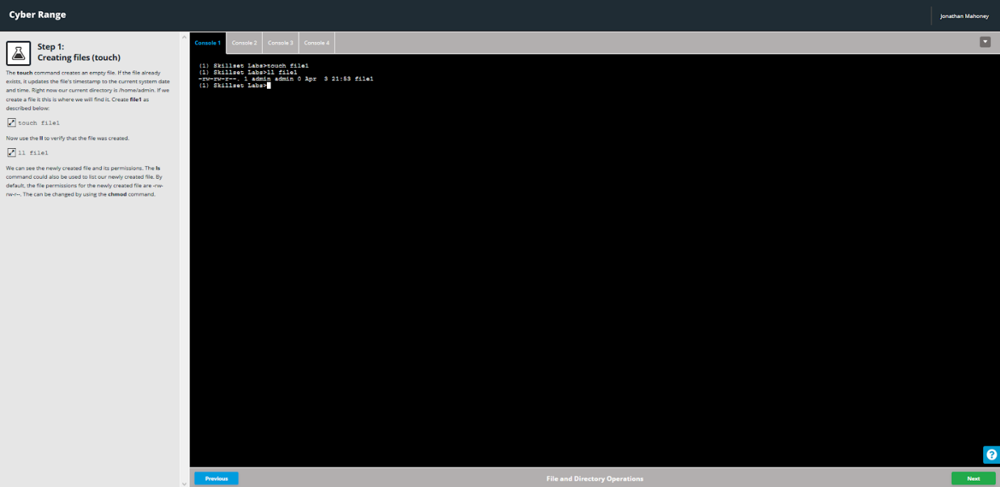 Cyber Range
Jonathan Mahoney
Step 1:
Creating files (touch)
The touch command creates an empty file. If the file already
exists, it updates the file's timestamp to the current system date
and time. Right now our current directory is /home/admin. If we
create a file it this is where we will find it. Create file1 as
described below:
touch file1
Now use the ll to verify that the file was created.
ll file1
We can see the newly created file and its permissions. The ls
command could also be used to list our newly created file. By
default, the file permissions for the newly created file are -rw-
rw-r--. The can be changed by using the chmod command.
Console 1
Console 2
Console 3
Console 4
(1) Skillset Labs>touch file1
(1) Skillset Labs>ll file1
-rw-rw-r--. 1 admin admin 0 Apr  3 21:53 file1
(1) Skillset Labs>
?
Previous
File and Directory Operations
Next